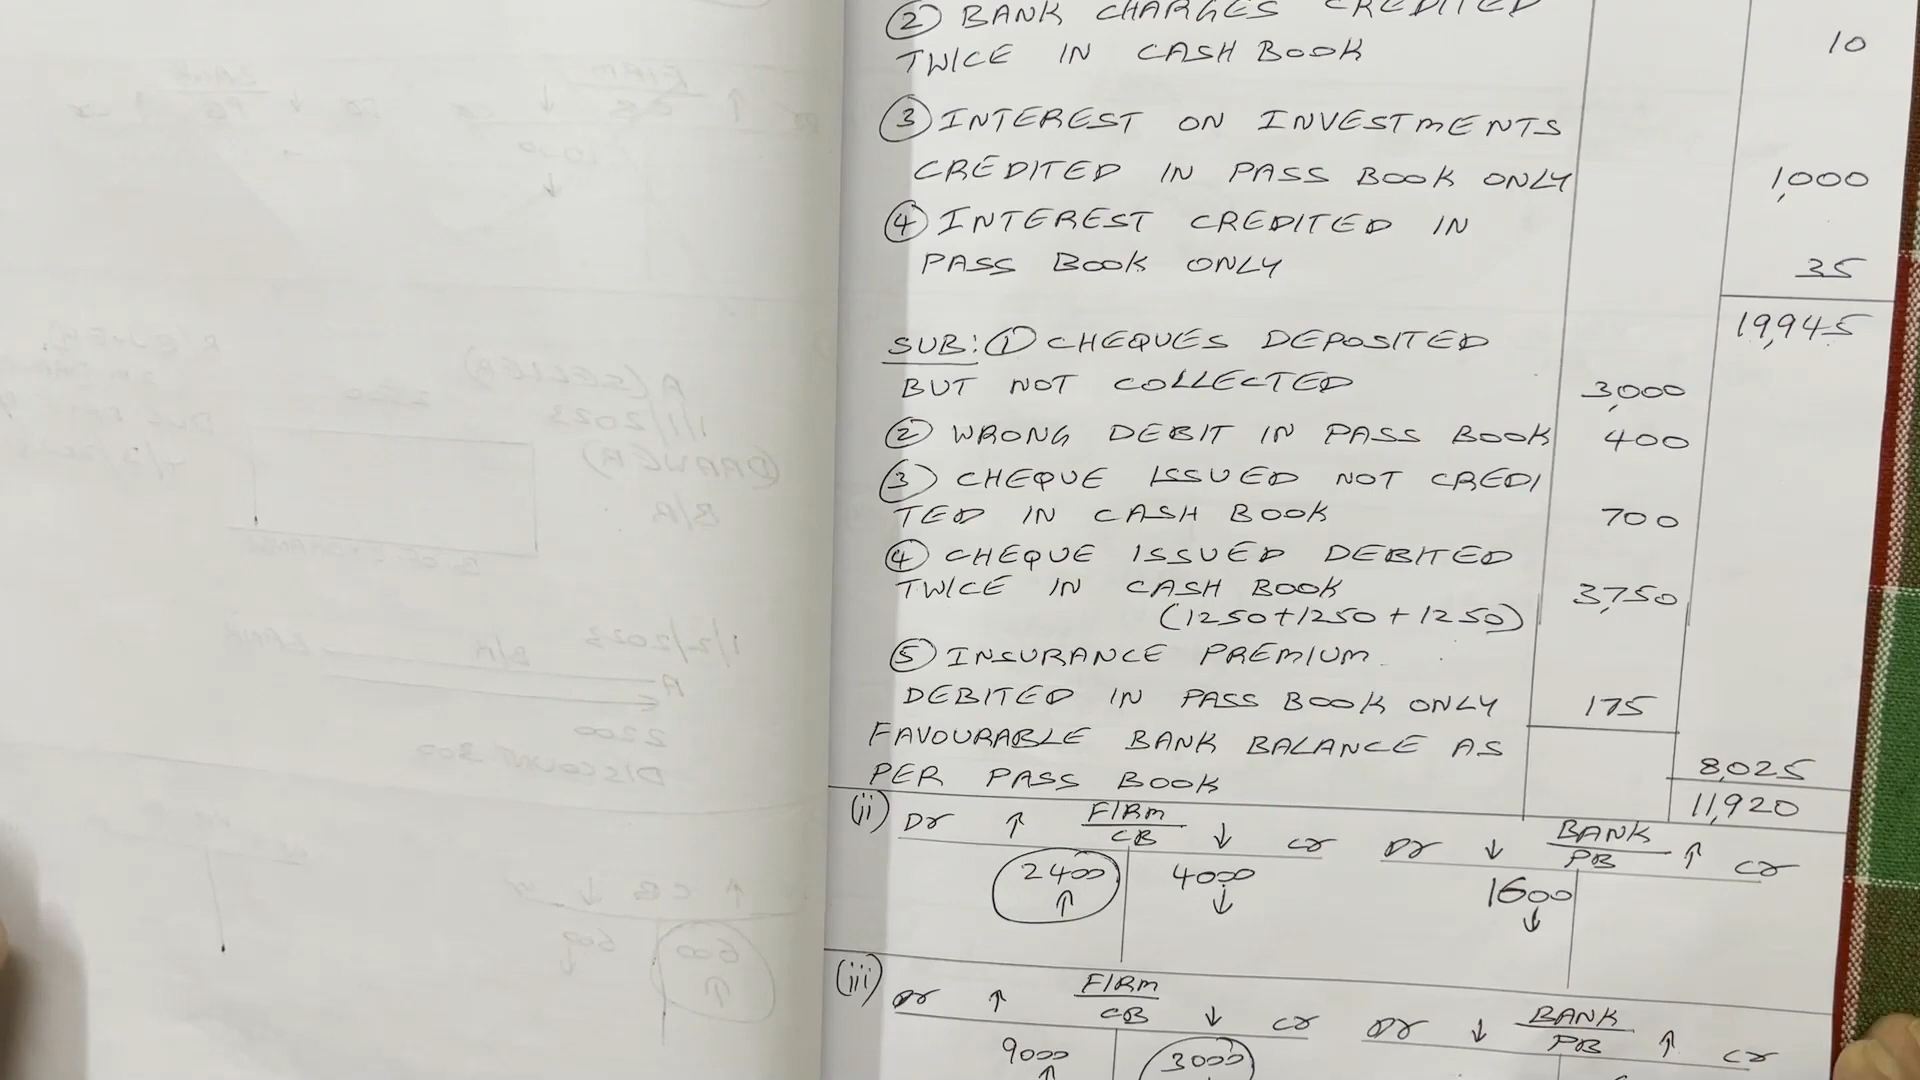 ② BANK CHARGES CREDITED
TWICE IN CASH BOOK 10
③ INTEREST ON INVESTMENTS
CREDITED IN PASS BOOK ONLY 1,000
④ INTEREST CREDITED IN
PASS BOOK ONLY 35
19,945
SUB: ① CHEQUES DEPOSITED
BUT NOT COLLECTED 3,000
② WRONG DEBIT IN PASS BOOK 400
③ CHEQUE ISSUED NOT CREDI
TED IN CASH BOOK 700
④ CHEQUE ISSUED DEBITED
TWICE IN CASH BOOK 3,750
(1250+1250+1250)
⑤ INSURANCE PREMIUM
DEBITED IN PASS BOOK ONLY 175
FAVOURABLE BANK BALANCE AS
PER PASS BOOK 8,025
11,920
(ii) Dr ↑ FIRM ↓ cr Dr ↓ BANK ↑ cr
CB PB
2400 4000 1600
↑ ↓ ↓
(iii) Dr ↑ FIRM ↓ cr Dr ↓ BANK ↑ cr
CB PB
9000 3000
↑